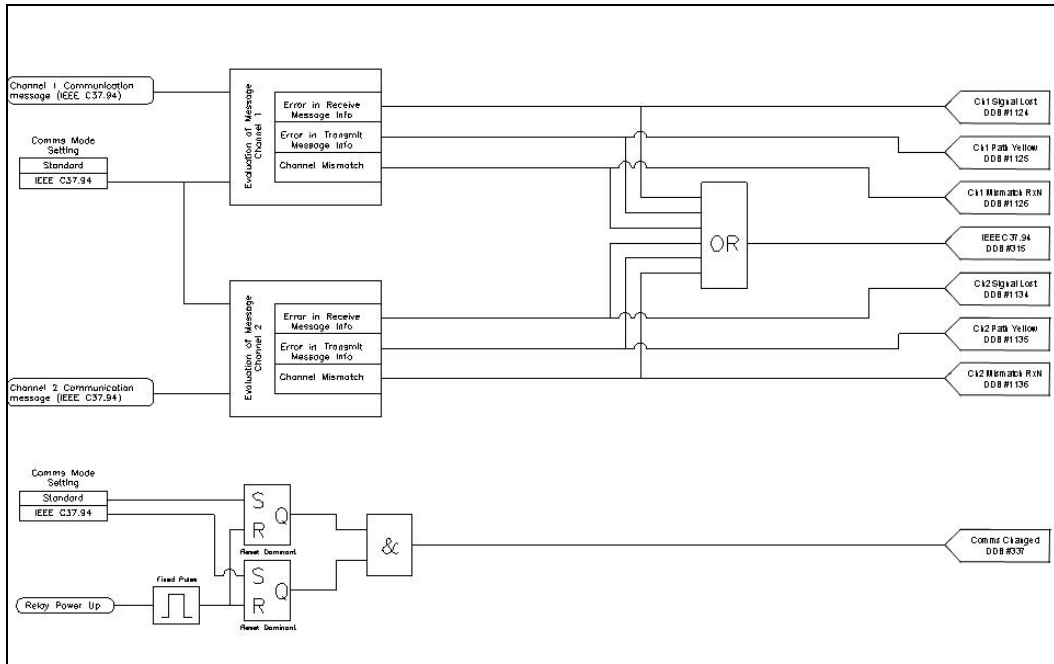 Channel 1 Communication
message (IEEE C37.94)
Comms Mode
Setting
Standard
IEEE C37.94
Evaluation of Message
Channel 1
Error in Receive
Message Info
Error in Transmit
Message Info
Channel Mismatch
Ch1 Signal Lost
DDB #1124
Ch1 Path Yellow
DDB #1125
Ch1 Mismatch RxN
DDB #1126
OR
IEEE C37.94
DDB #315
Channel 2 Communication
message (IEEE C37.94)
Evaluation of Message
Channel 2
Error in Receive
Message Info
Error in Transmit
Message Info
Channel Mismatch
Ch2 Signal Lost
DDB #1134
Ch2 Path Yellow
DDB #1135
Ch2 Mismatch RxN
DDB #1136
Comms Mode
Setting
Standard
IEEE C37.94
S
Q
R
Reset Dominant
&
Comms Changed
DDB #337
Fixed Pulse
Relay Power Up
S
Q
R
Reset Dominant